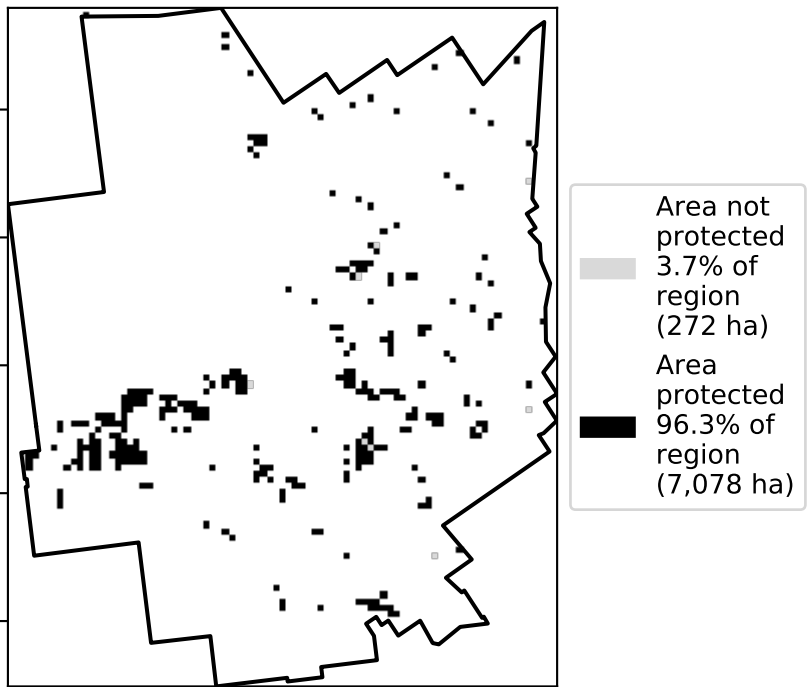 Area not
protected
3.7% of
region
(272 ha)
Area
protected
96.3% of
region
(7,078 ha)